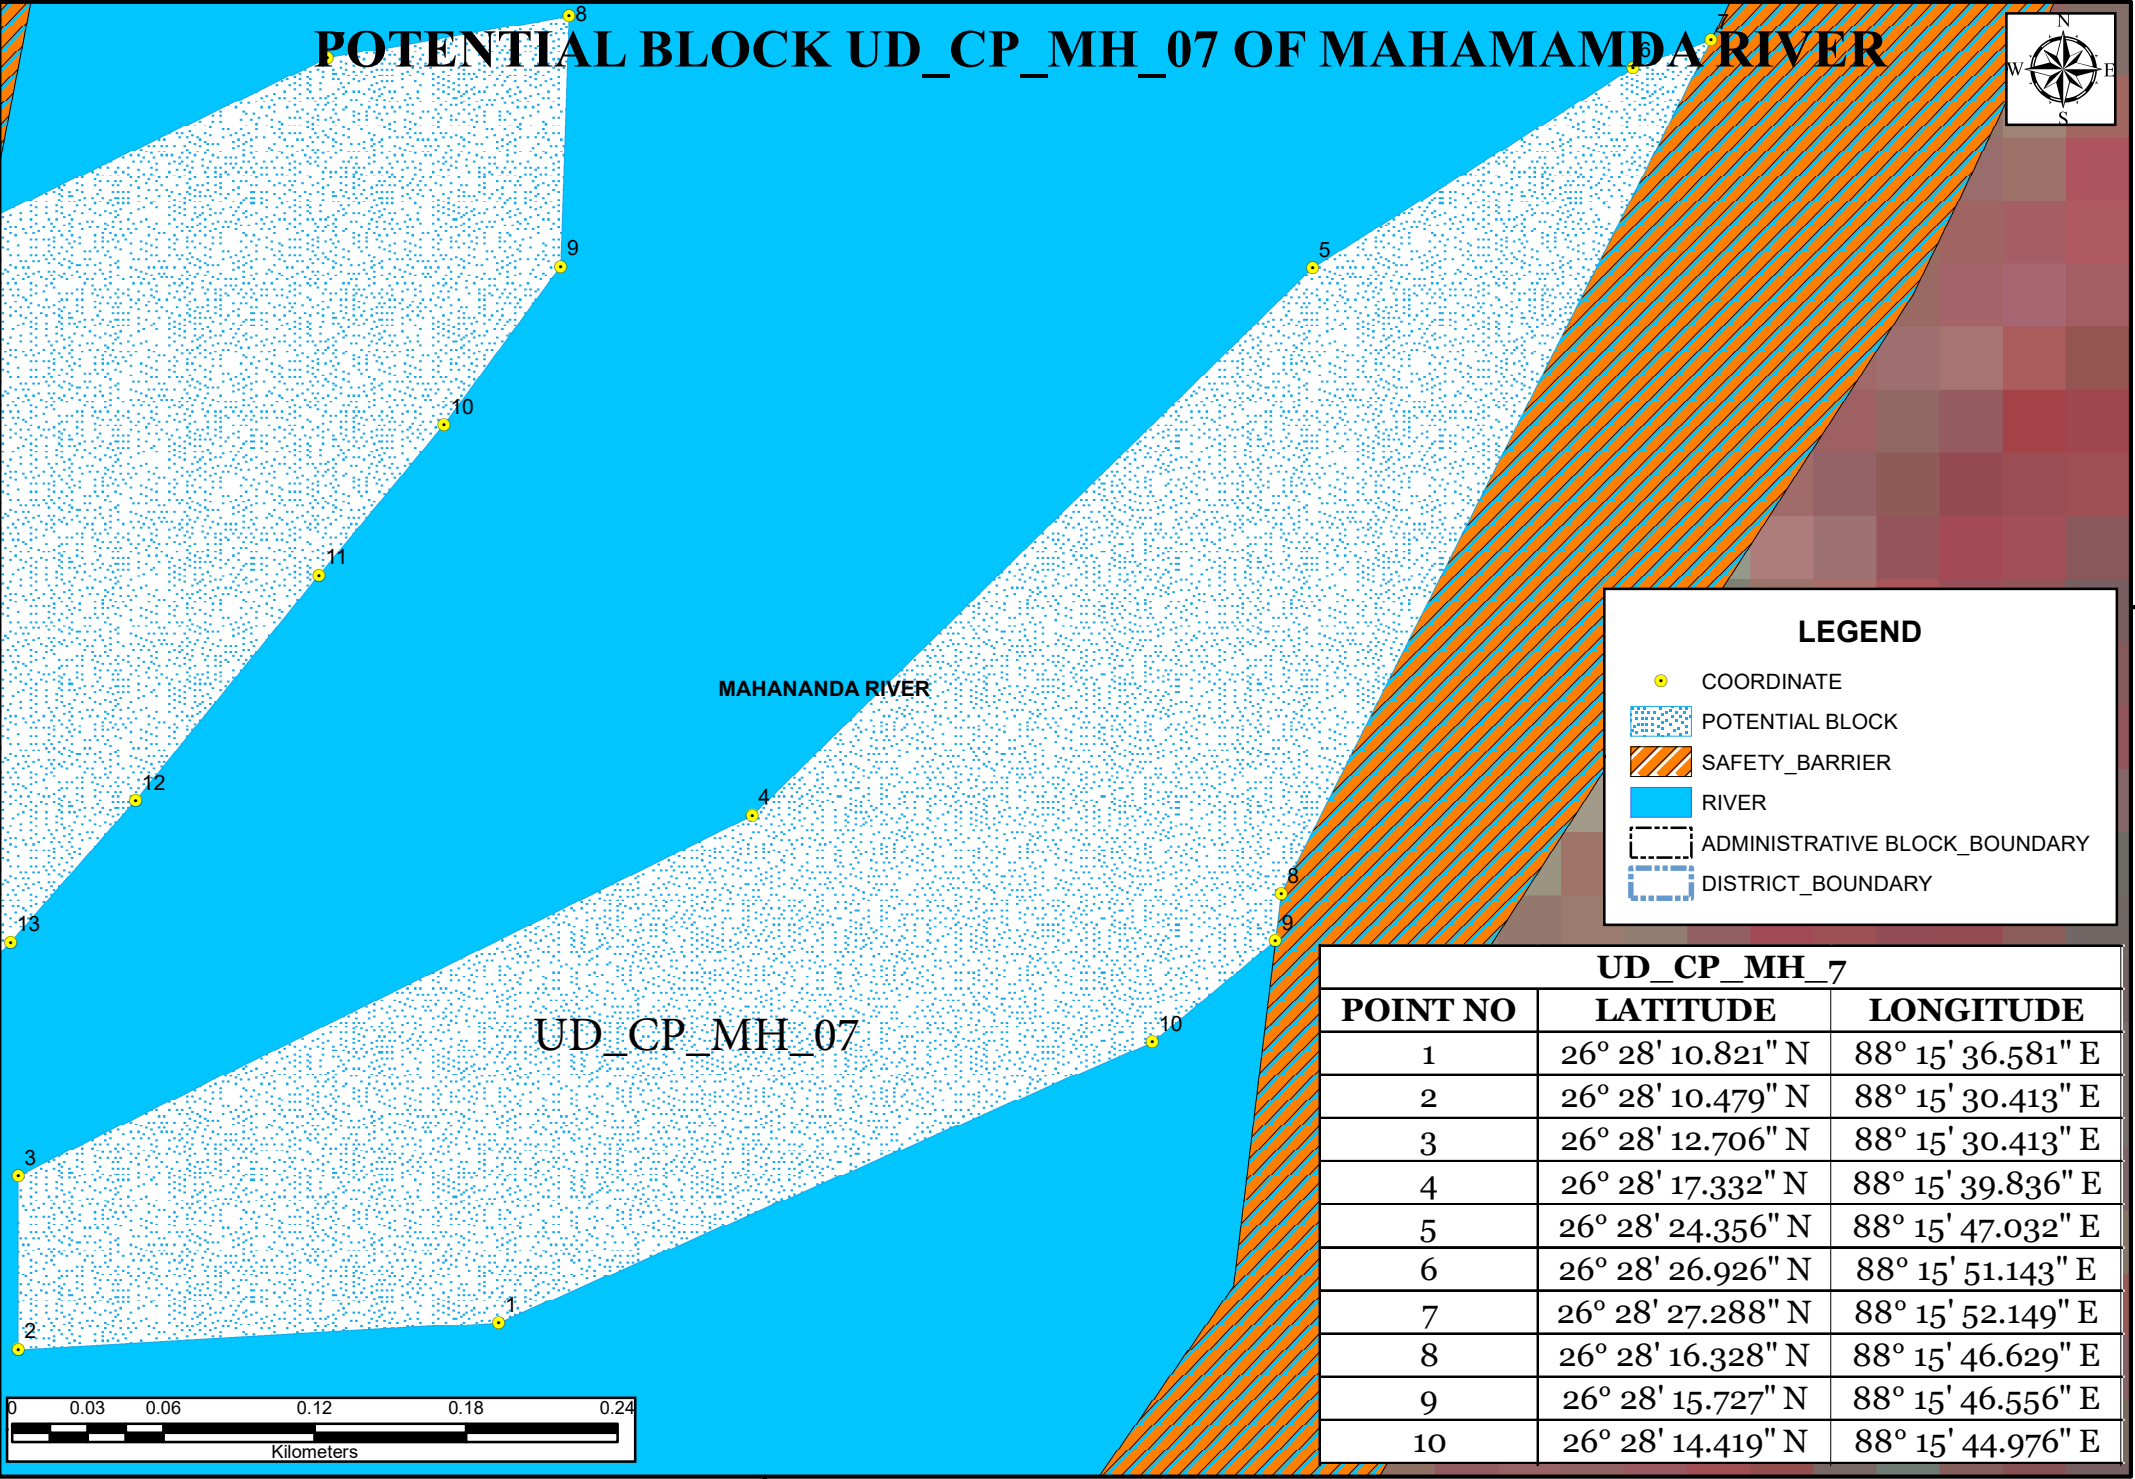 POTENTIAL BLOCK UD_CP_MH_07 OF MAHAMAMDA RIVER
N
W E
S
8
7
6
9
5
10
11
MAHANANDA RIVER
12
4
13
8
9
10
UD_CP_MH_07
3
1
2
LEGEND
COORDINATE
POTENTIAL BLOCK
SAFETY_BARRIER
RIVER
ADMINISTRATIVE BLOCK_BOUNDARY
DISTRICT_BOUNDARY
UD_CP_MH_7
POINT NO LATITUDE LONGITUDE
1 26° 28' 10.821" N 88° 15' 36.581" E
2 26° 28' 10.479" N 88° 15' 30.413" E
3 26° 28' 12.706" N 88° 15' 30.413" E
4 26° 28' 17.332" N 88° 15' 39.836" E
5 26° 28' 24.356" N 88° 15' 47.032" E
6 26° 28' 26.926" N 88° 15' 51.143" E
7 26° 28' 27.288" N 88° 15' 52.149" E
8 26° 28' 16.328" N 88° 15' 46.629" E
9 26° 28' 15.727" N 88° 15' 46.556" E
10 26° 28' 14.419" N 88° 15' 44.976" E
0 0.03 0.06 0.12 0.18 0.24
Kilometers